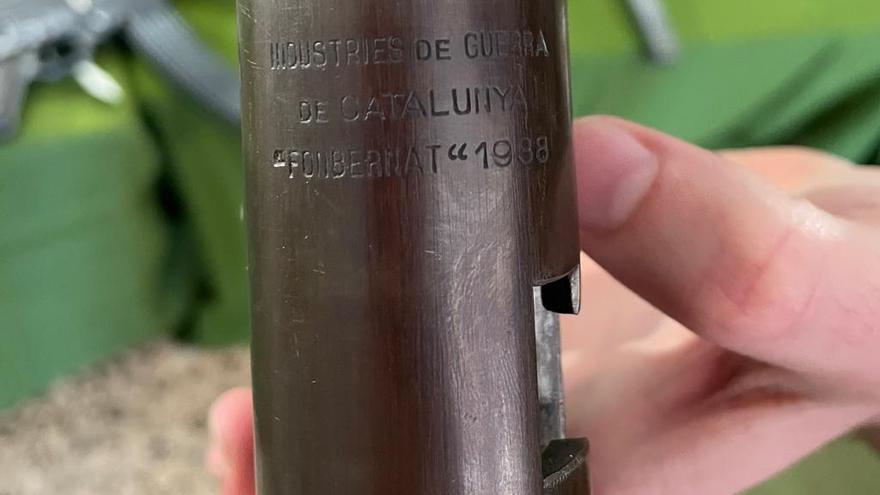 INDUSTRIES DE GUERRA
DE CATALUNYA
"FONBERNAT" 1938